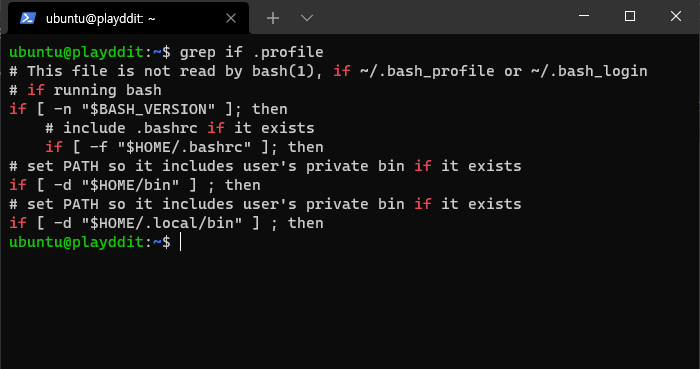 ubuntu@playddit: ~
ubuntu@playddit:~$ grep if .profile
# This file is not read by bash(1), if ~/.bash_profile or ~/.bash_login
# if running bash
if [ -n "$BASH_VERSION" ]; then
    # include .bashrc if it exists
    if [ -f "$HOME/.bashrc" ]; then
# set PATH so it includes user's private bin if it exists
if [ -d "$HOME/bin" ] ; then
# set PATH so it includes user's private bin if it exists
if [ -d "$HOME/.local/bin" ] ; then
ubuntu@playddit:~$